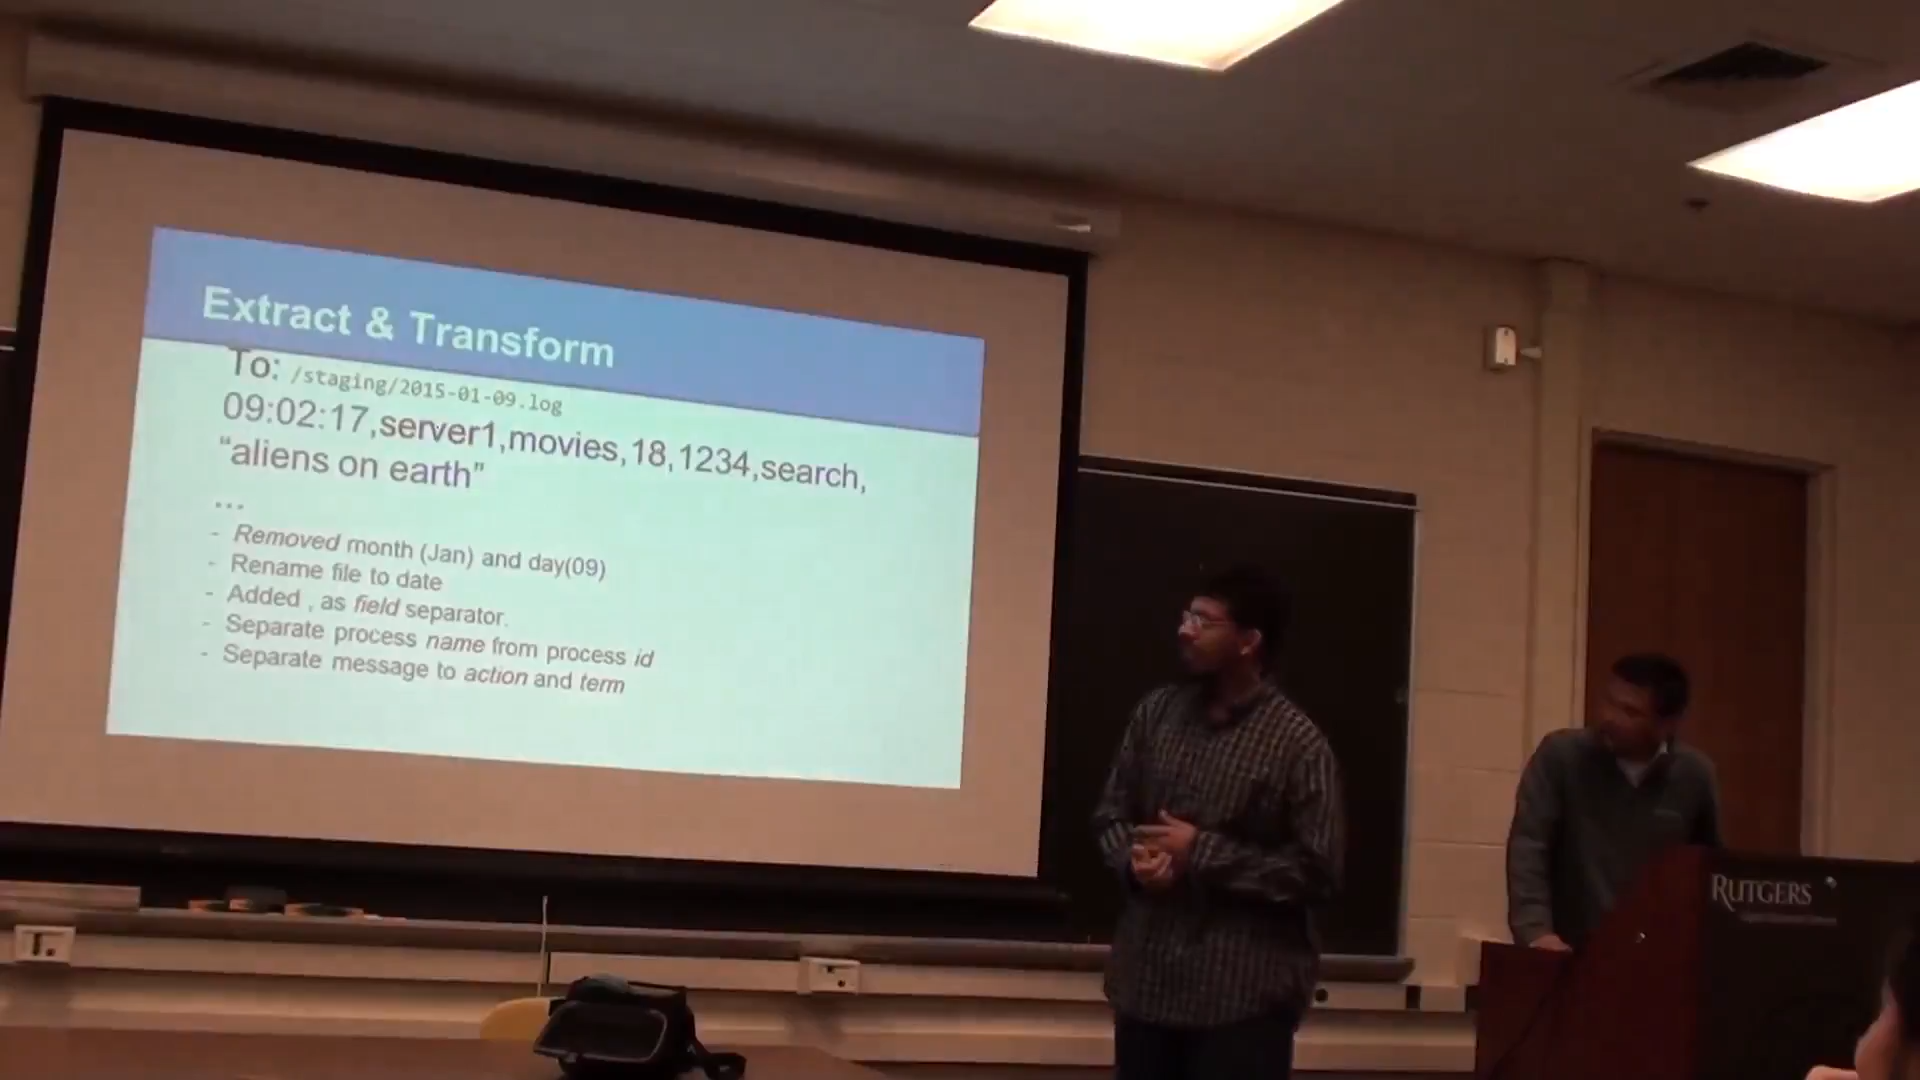 Extract & Transform
To: /staging/2015-01-09.log
09:02:17,server1,movies,18,1234,search,
“aliens on earth”
...
- Removed month (Jan) and day(09)
- Rename file to date
- Added , as field separator.
- Separate process name from process id
- Separate message to action and term
RUTGERS